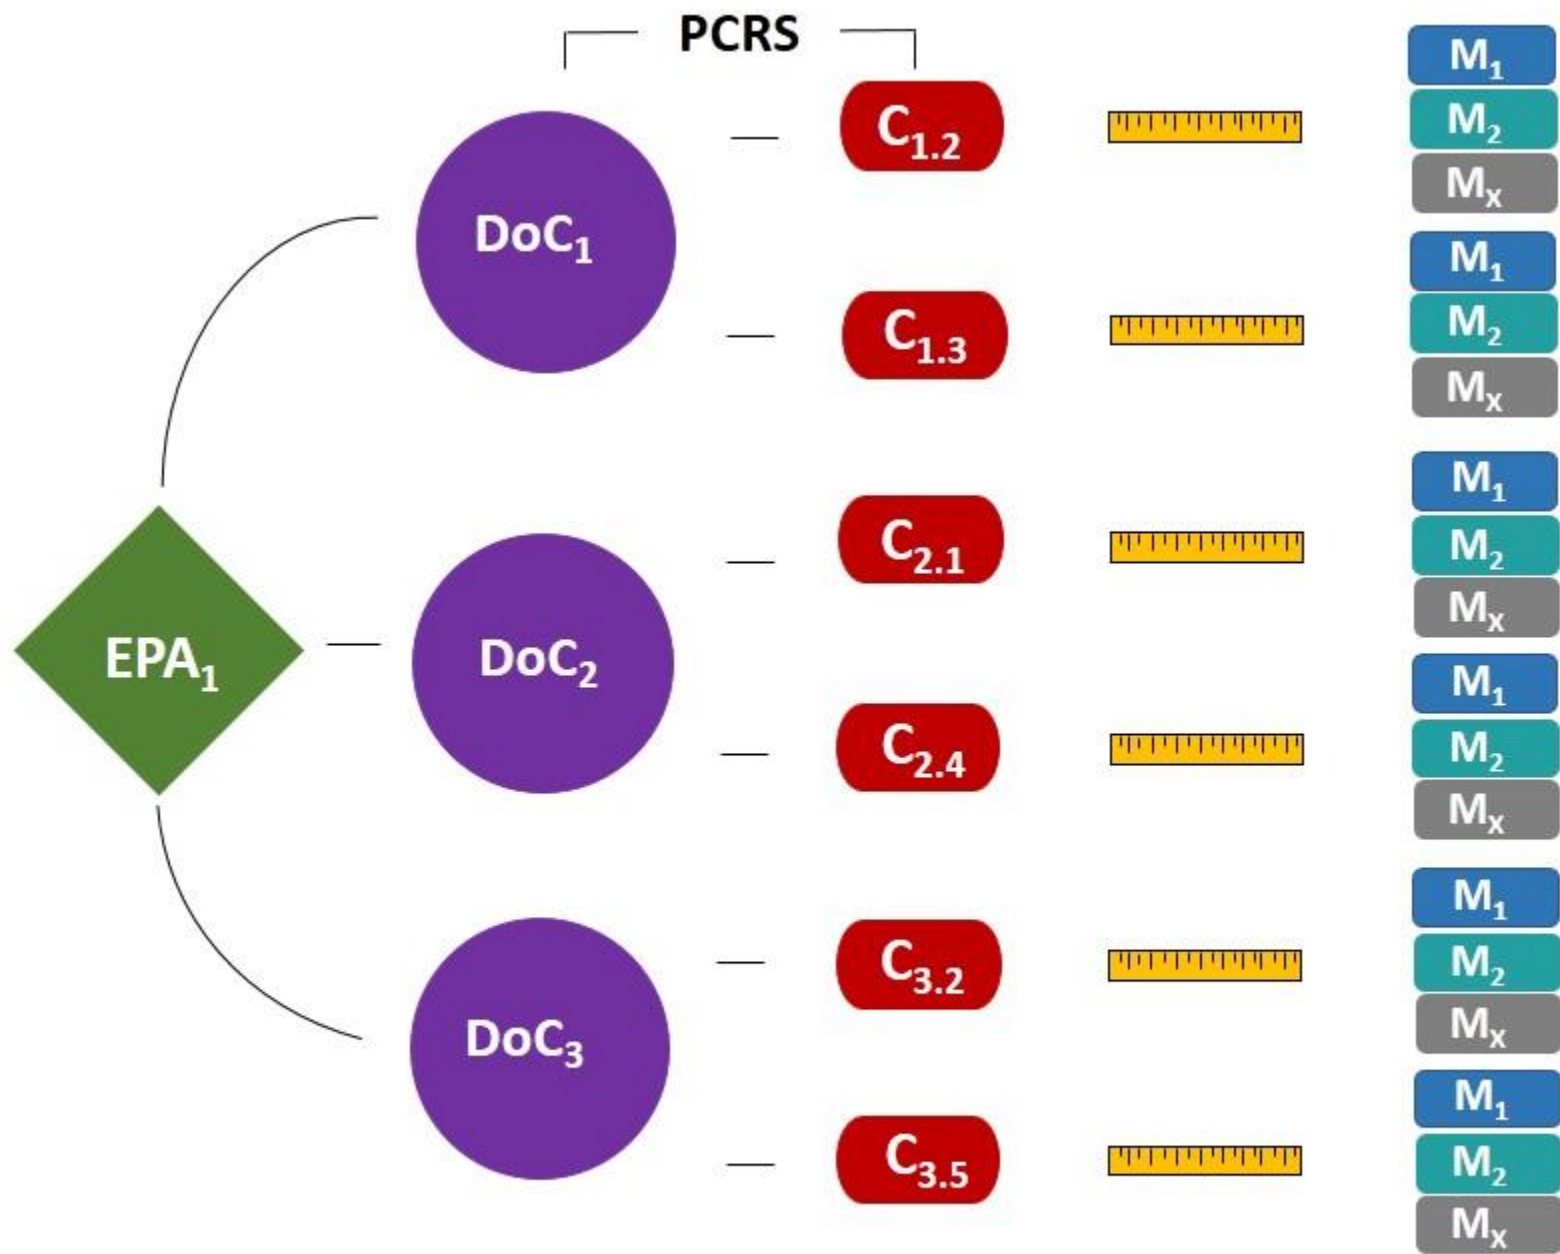 PCRS
EPA₁
DoC₁
C₁.₂
M₁
M₂
Mₓ
C₁.₃
M₁
M₂
Mₓ
DoC₂
C₂.₁
M₁
M₂
Mₓ
C₂.₄
M₁
M₂
Mₓ
DoC₃
C₃.₂
M₁
M₂
Mₓ
C₃.₅
M₁
M₂
Mₓ